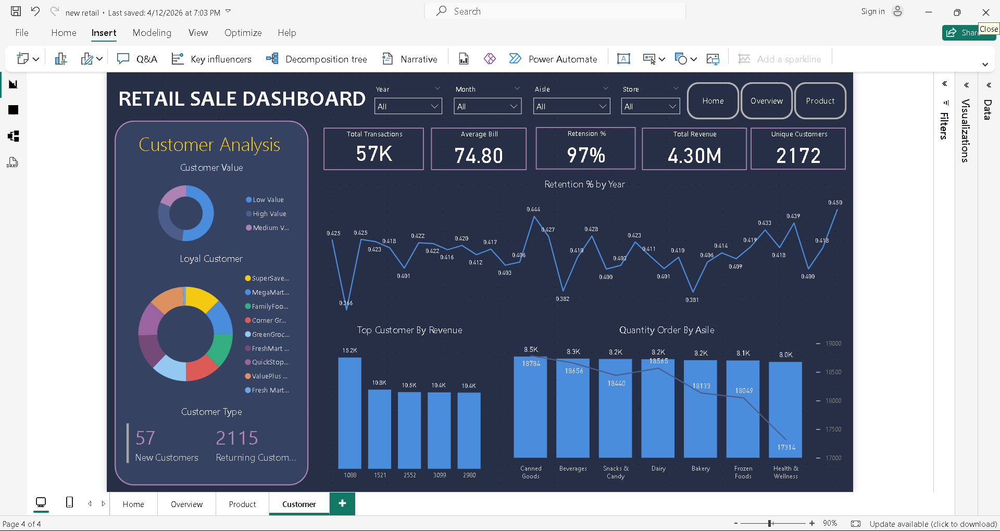 new retail • Last saved: 4/12/2026 at 7:03 PM
Search
Sign in
File Home Insert Modeling View Optimize Help
Share
Close
Q&A Key influencers Decomposition tree Narrative Power Automate Add a sparkline
DAX
RETAIL SALE DASHBOARD
Year Month Aisle Store
All All All All
Home Overview Product
Filters
Visualizations
Data
Customer Analysis
Customer Value
Low Value
High Value
Medium V...
Loyal Customer
SuperSave...
MegaMart...
FamilyFoo...
Corner Gr...
GreenGroc...
FreshMart ...
QuickStop...
ValuePlus ...
Fresh Mart...
Customer Type
57 2115
New Customers Returning Custom...
Total Transactions
57K
Average Bill
74.80
Retension %
97%
Total Revenue
4.30M
Unique Customers
2172
Retention % by Year
0.425
0.366
0.425
0.423
0.418
0.401
0.422
0.422
0.416
0.420
0.412
0.417
0.403
0.406
0.444
0.427
0.382
0.410
0.428
0.400
0.403
0.423
0.411
0.401
0.410
0.381
0.406
0.414
0.409
0.419
0.433
0.418
0.439
0.400
0.418
0.450
Top Customer By Revenue
15.2K 10.8K 10.5K 10.4K 10.4K
1088 1521 2552 3099 2980
Quantity Order By Asile
8.5K 8.3K 8.2K 8.2K 8.2K 8.1K 8.0K
18784 18656 18440 18565 18133 18049 17314
19000
18500
18000
17500
17000
Canned Goods
Beverages
Snacks & Candy
Dairy
Bakery
Frozen Foods
Health & Wellness
Home Overview Product Customer
Page 4 of 4
90%
Update available (click to download)